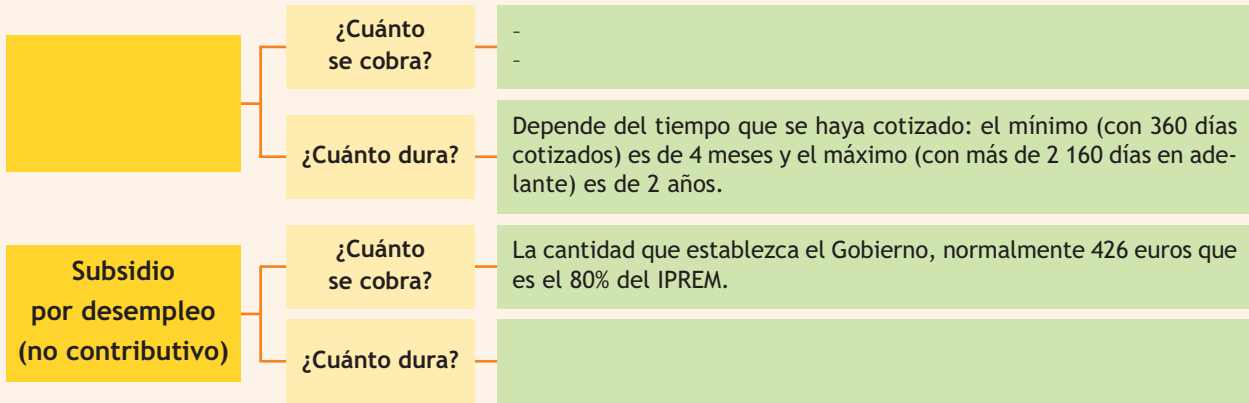 ¿Cuánto
se cobra?
–
–
¿Cuánto dura?
Depende del tiempo que se haya cotizado: el mínimo (con 360 días
cotizados) es de 4 meses y el máximo (con más de 2 160 días en ade-
lante) es de 2 años.
Subsidio
por desempleo
(no contributivo)
¿Cuánto
se cobra?
La cantidad que establezca el Gobierno, normalmente 426 euros que
es el 80% del IPREM.
¿Cuánto dura?